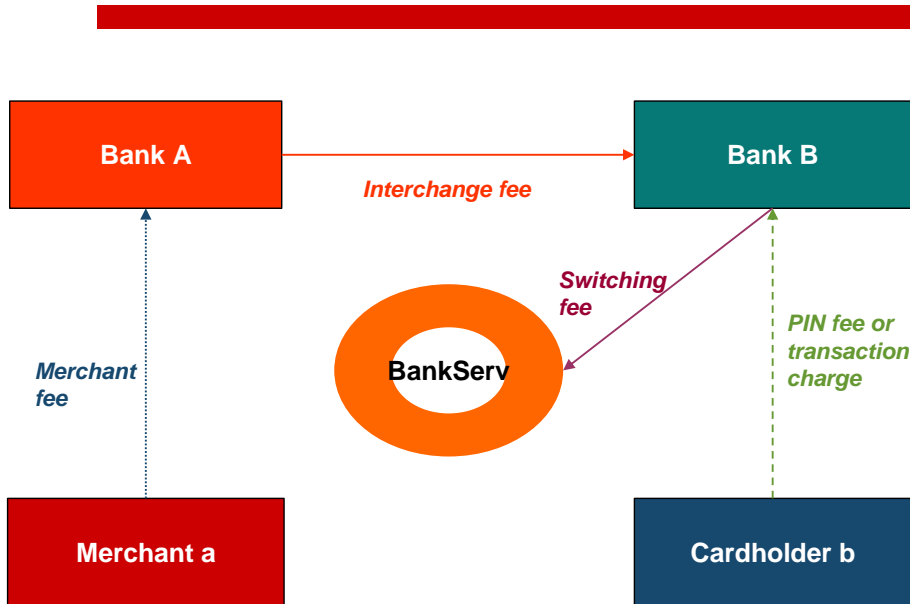 Bank A
Bank B
Interchange fee
Switching
fee
PIN fee or
transaction
charge
BankServ
Merchant
fee
Merchant a
Cardholder b